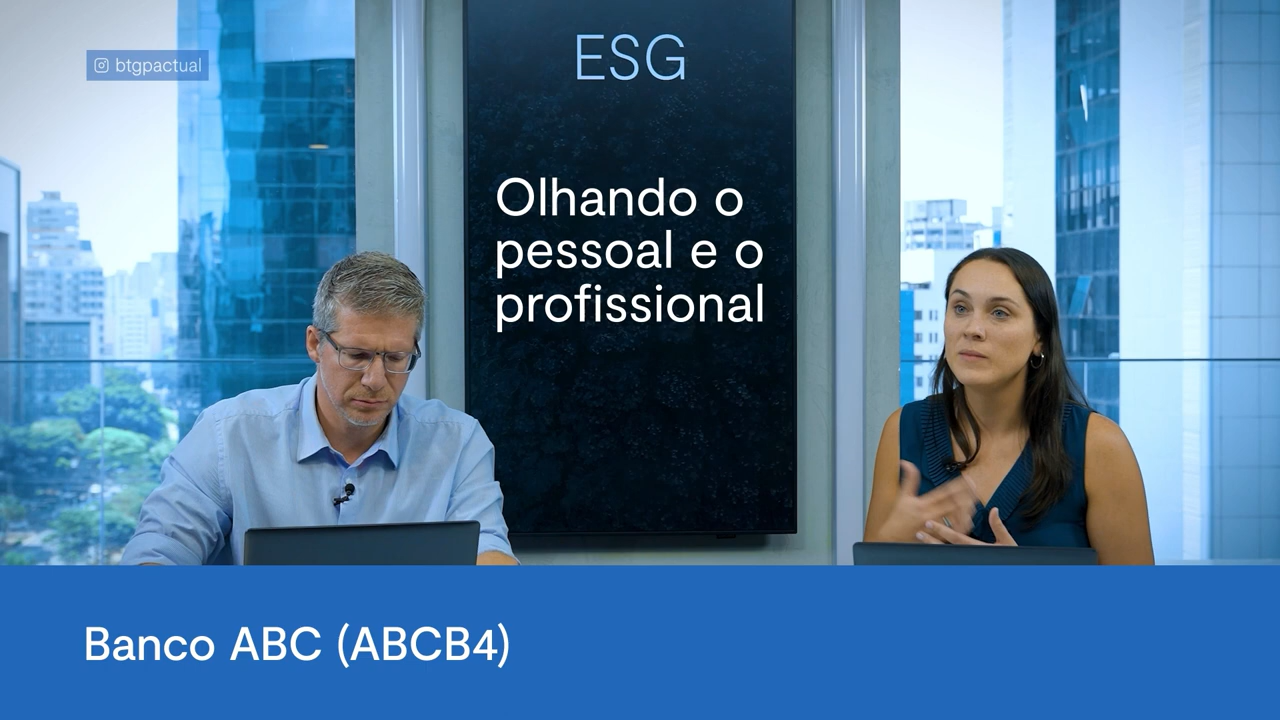 btgpactual
ESG
Olhando o
pessoal e o
profissional
Banco ABC (ABCB4)